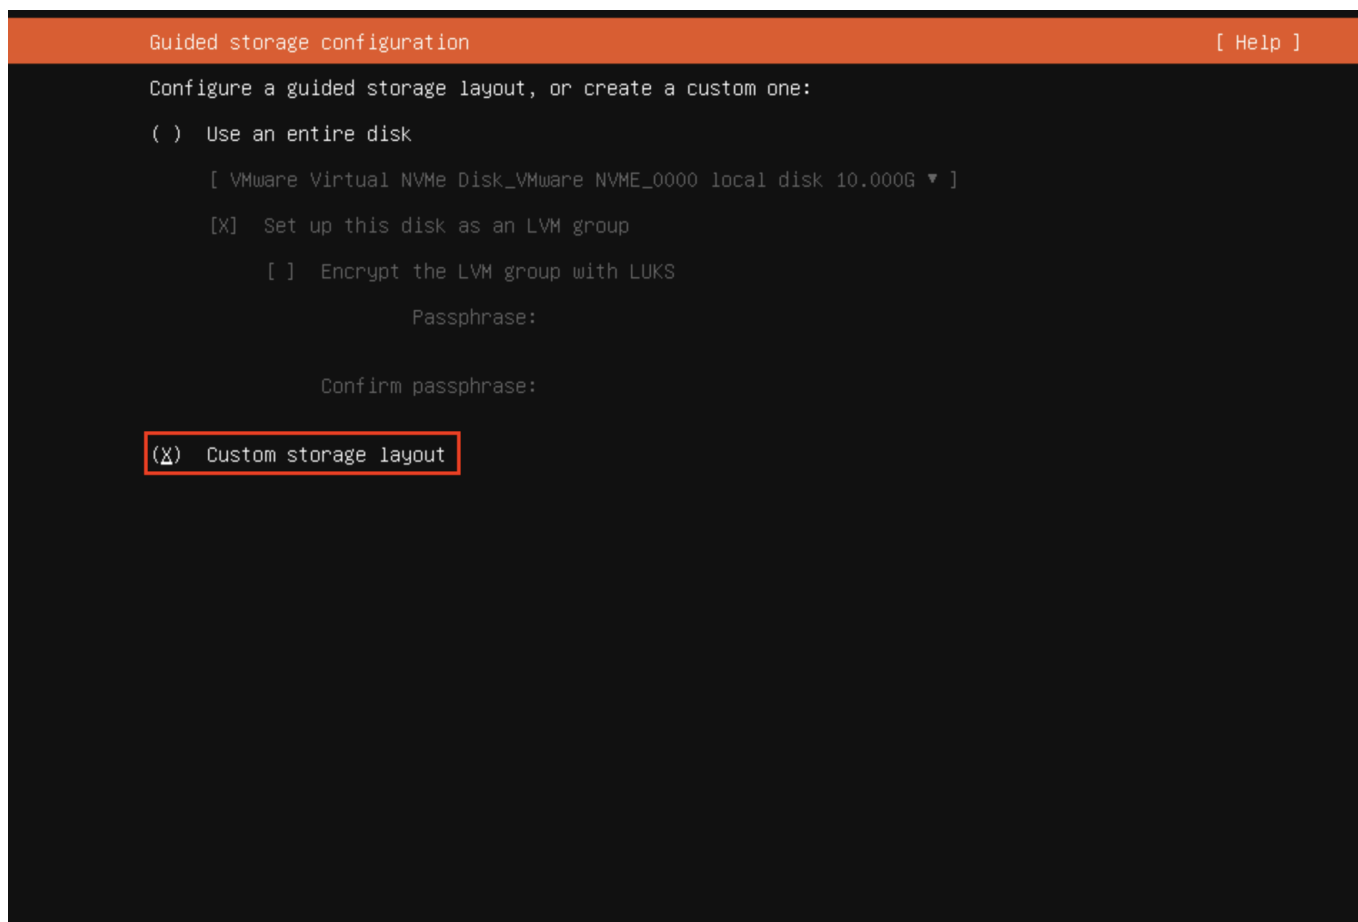 Guided storage configuration [ Help ]
Configure a guided storage layout, or create a custom one:
( ) Use an entire disk
[ VMware Virtual NVMe Disk_VMware NVME_0000 local disk 10.000G ▾ ]
[X] Set up this disk as an LVM group
[ ] Encrypt the LVM group with LUKS
Passphrase:
Confirm passphrase:
(X) Custom storage layout